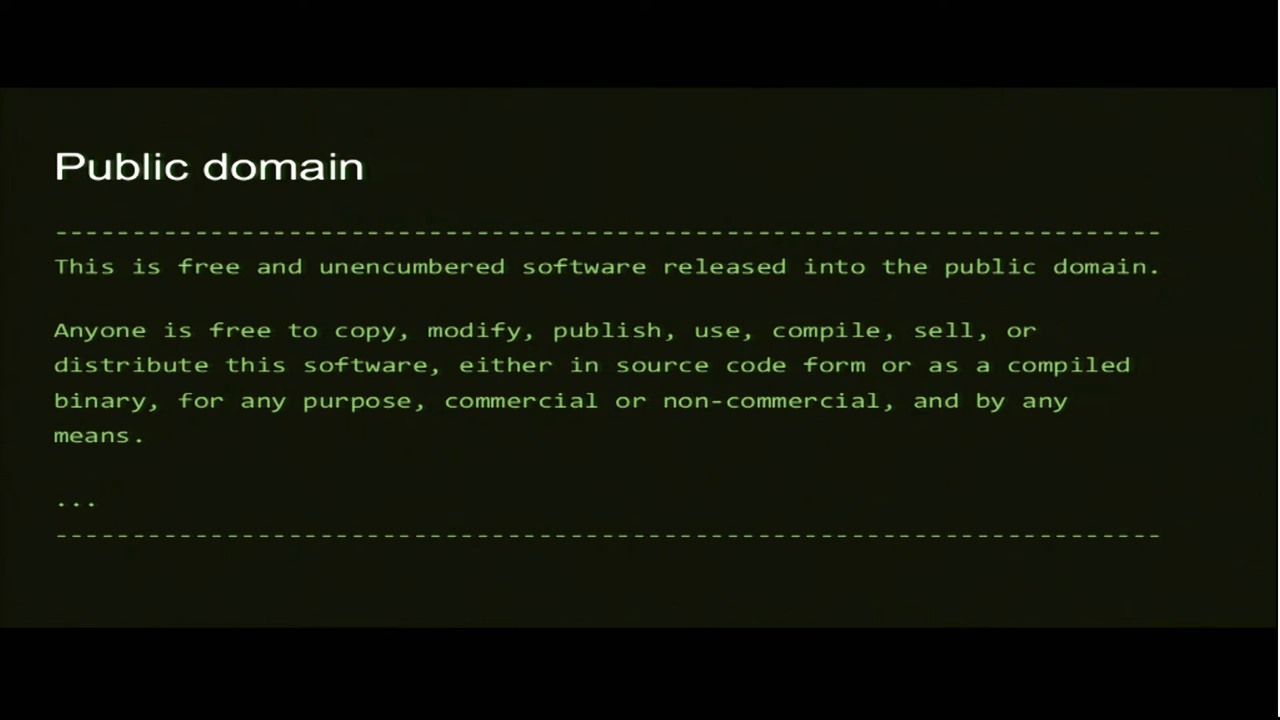 Public domain
-----------------------------------------------------------------------
This is free and unencumbered software released into the public domain.
Anyone is free to copy, modify, publish, use, compile, sell, or
distribute this software, either in source code form or as a compiled
binary, for any purpose, commercial or non-commercial, and by any
means.
...
-----------------------------------------------------------------------